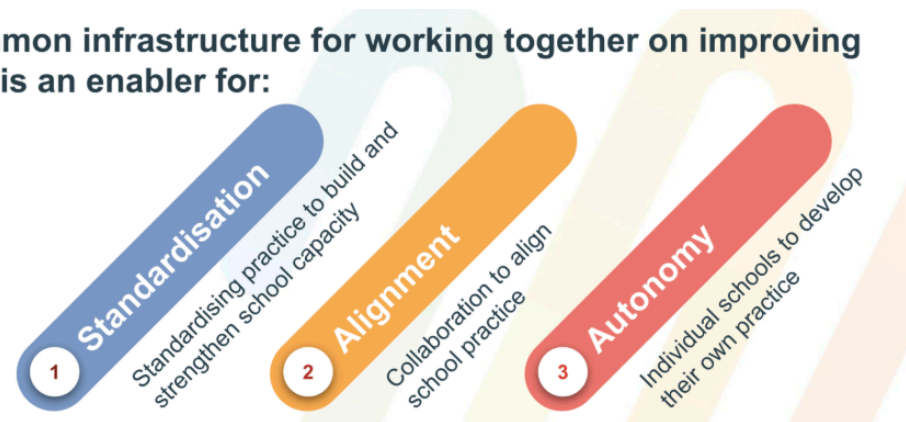 mmon infrastructure for working together on improving
is an enabler for:
1
Standardisation
Standardising practice to build and
strengthen school capacity
2
Alignment
Collaboration to align
school practice
3
Autonomy
Individual schools to develop
their own practice